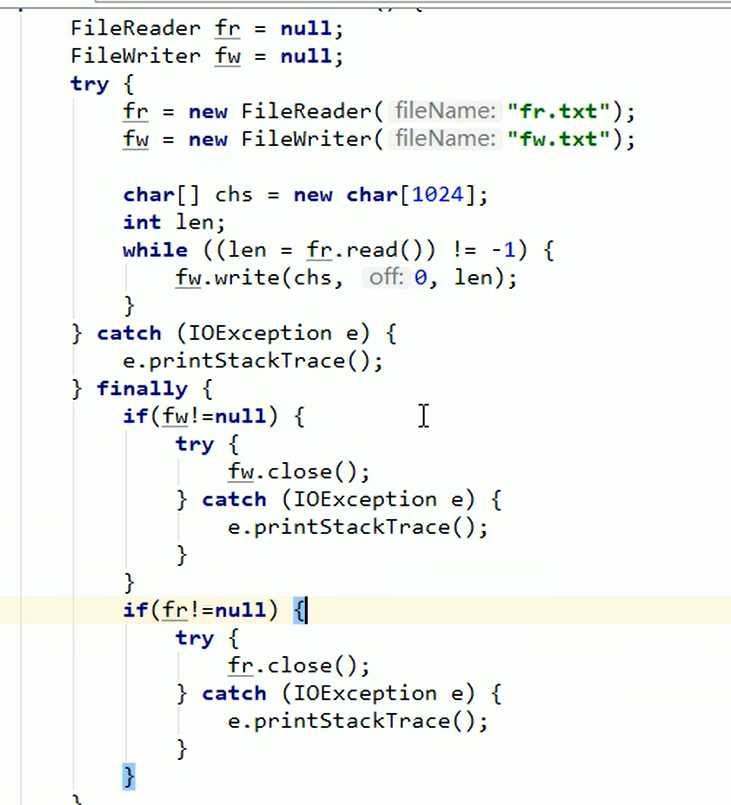 FileReader fr = null;
FileWriter fw = null;
try {
fr = new FileReader( fileName: "fr.txt");
fw = new FileWriter( fileName: "fw.txt");
char[] chs = new char[1024];
int len;
while ((len = fr.read()) != -1) {
fw.write(chs, off: 0, len);
}
} catch (IOException e) {
e.printStackTrace();
} finally {
if(fw!=null) {
try {
fw.close();
} catch (IOException e) {
e.printStackTrace();
}
}
if(fr!=null) {
try {
fr.close();
} catch (IOException e) {
e.printStackTrace();
}
}
}